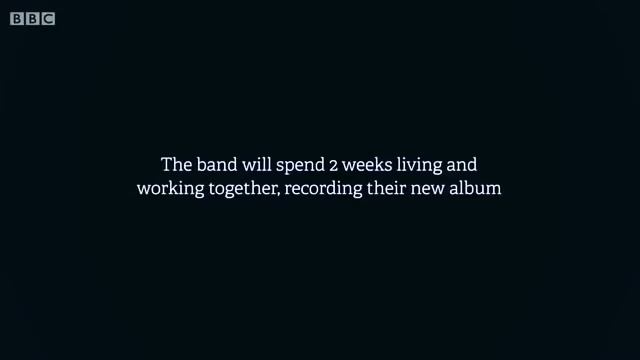 BBC
The band will spend 2 weeks living and
working together, recording their new album